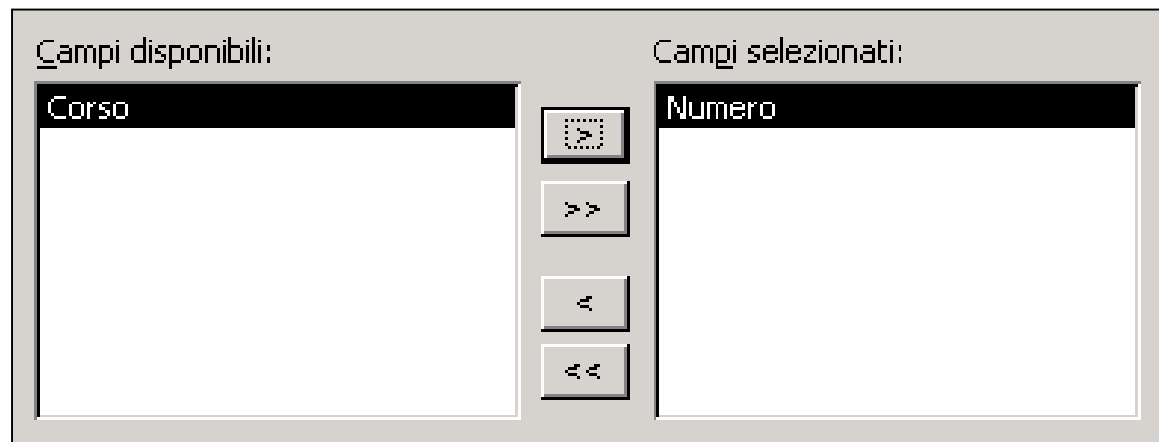 Campi disponibili:
Campi selezionati:
Corso
Numero
>
>>
<
<<